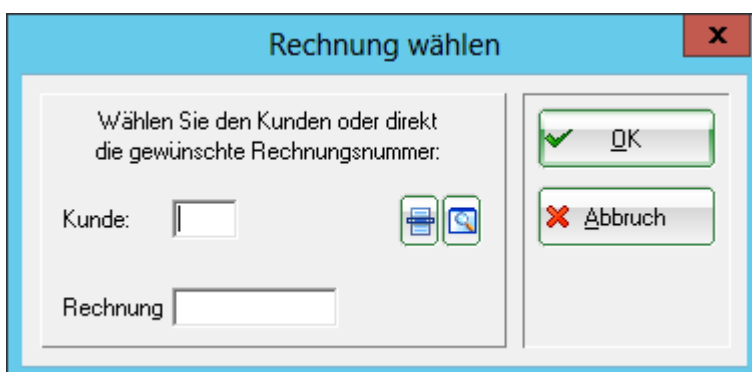 Rechnung wählen
x
Wählen Sie den Kunden oder direkt
die gewünschte Rechnungsnummer:
OK
Kunde:
Abbruch
Rechnung